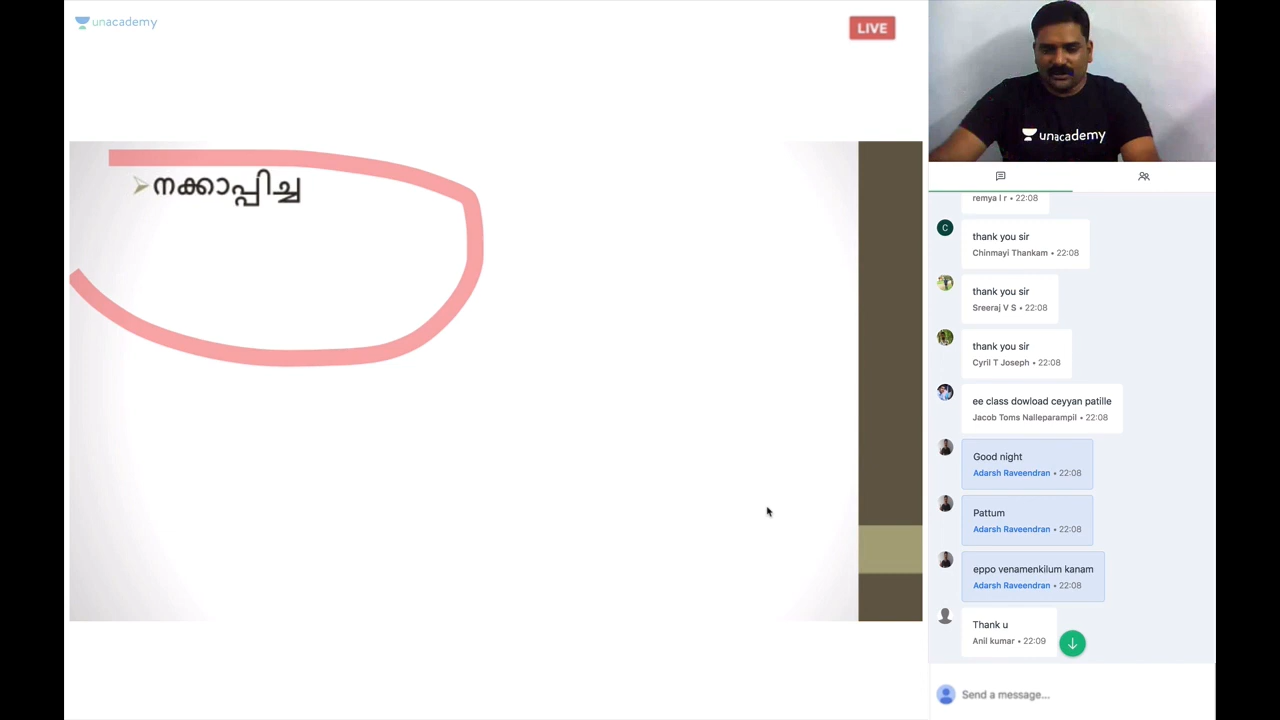 unacademy
LIVE
നക്കാപ്പിച്ച
unacademy
remya l r • 22:08
C
thank you sir
Chinmayi Thankam • 22:08
thank you sir
Sreeraj V S • 22:08
thank you sir
Cyril T Joseph • 22:08
ee class dowload ceyyan patille
Jacob Toms Nalleparampil • 22:08
Good night
Adarsh Raveendran • 22:08
Pattum
Adarsh Raveendran • 22:08
eppo venamenkilum kanam
Adarsh Raveendran • 22:08
Thank u
Anil kumar • 22:09
Send a message...